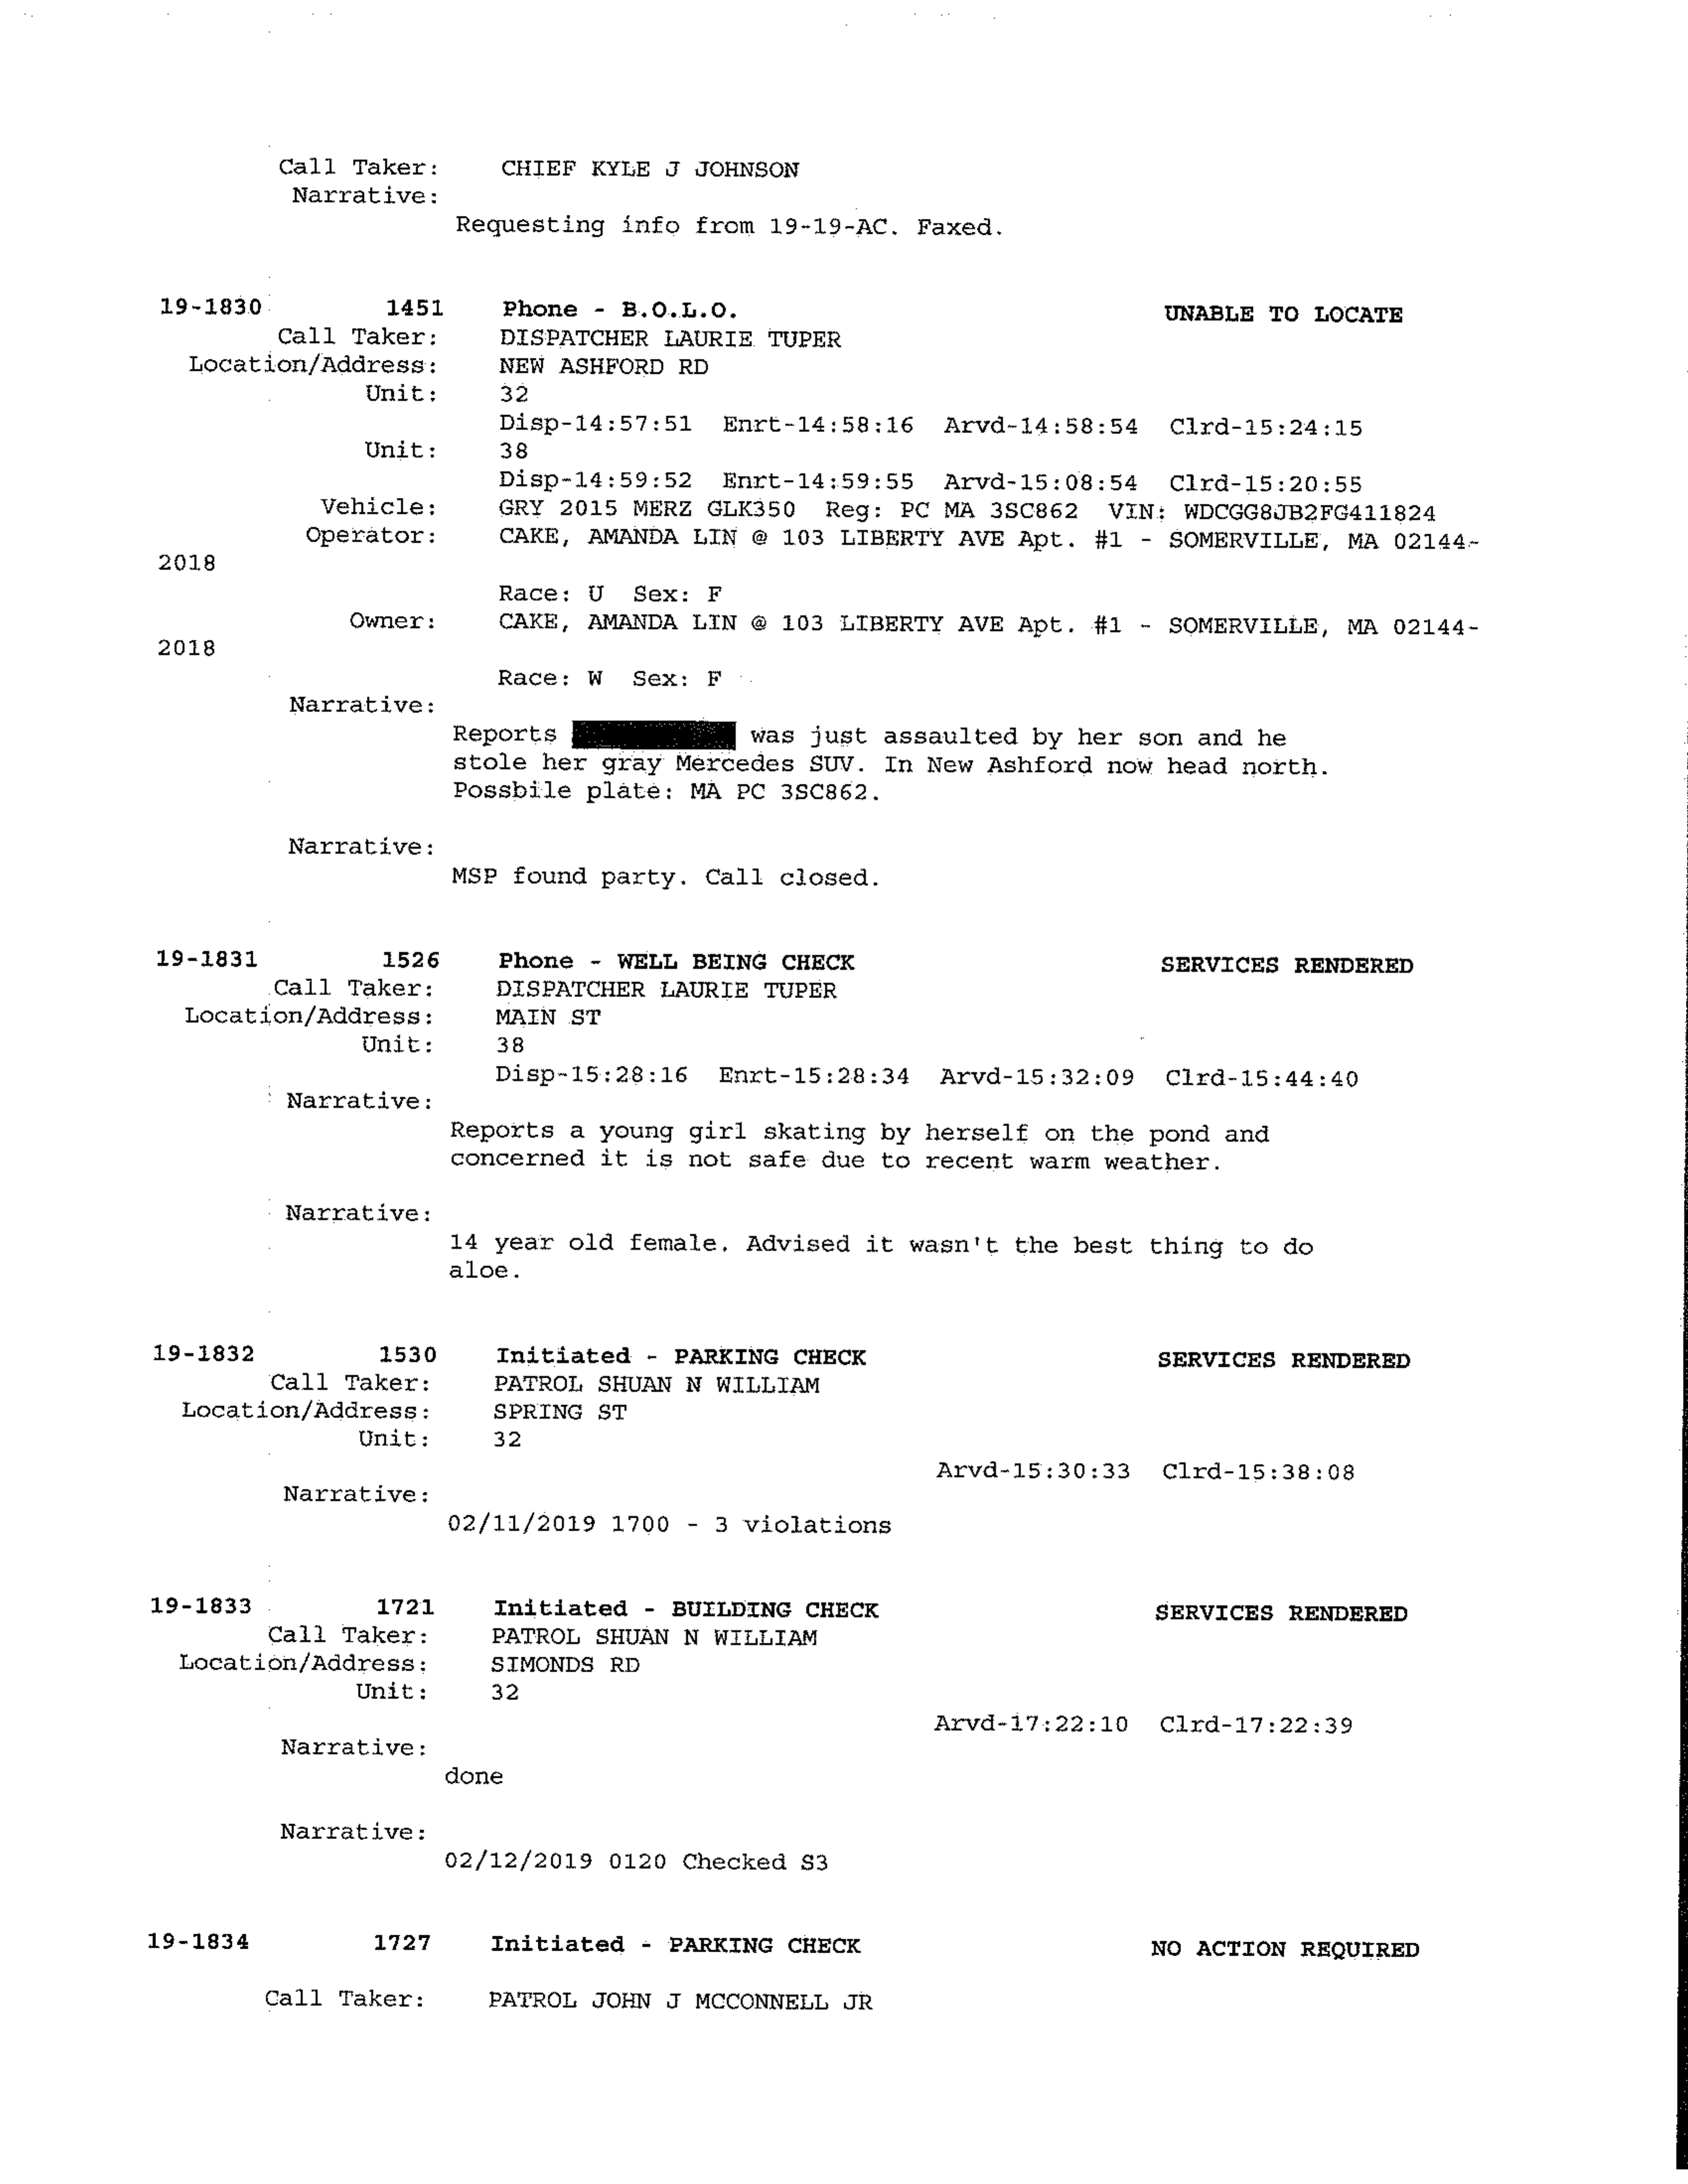 Call Taker: CHIEF KYLE J JOHNSON
Narrative:
Requesting info from 19-19-AC. Faxed.
19-1830 1451 Phone - B.O.L.O. UNABLE TO LOCATE
Call Taker: DISPATCHER LAURIE TUPER
Location/Address: NEW ASHFORD RD
Unit: 32
Disp-14:57:51 Enrt-14:58:16 Arvd-14:58:54 Clrd-15:24:15
Unit: 38
Disp-14:59:52 Enrt-14:59:55 Arvd-15:08:54 Clrd-15:20:55
Vehicle: GRY 2015 MERZ GLK350 Reg: PC MA 3SC862 VIN: WDCGG8JB2FG411824
Operator: CAKE, AMANDA LIN @ 103 LIBERTY AVE Apt. #1 - SOMERVILLE, MA 02144-
2018
Race: U Sex: F
Owner: CAKE, AMANDA LIN @ 103 LIBERTY AVE Apt. #1 - SOMERVILLE, MA 02144-
2018
Race: W Sex: F
Narrative:
Reports was just assaulted by her son and he
stole her gray Mercedes SUV. In New Ashford now head north.
Possbile plate: MA PC 3SC862.
Narrative:
MSP found party. Call closed.
19-1831 1526 Phone - WELL BEING CHECK SERVICES RENDERED
Call Taker: DISPATCHER LAURIE TUPER
Location/Address: MAIN ST
Unit: 38
Disp-15:28:16 Enrt-15:28:34 Arvd-15:32:09 Clrd-15:44:40
Narrative:
Reports a young girl skating by herself on the pond and
concerned it is not safe due to recent warm weather.
Narrative:
14 year old female. Advised it wasn't the best thing to do
aloe.
19-1832 1530 Initiated - PARKING CHECK SERVICES RENDERED
Call Taker: PATROL SHUAN N WILLIAM
Location/Address: SPRING ST
Unit: 32
Arvd-15:30:33 Clrd-15:38:08
Narrative:
02/11/2019 1700 - 3 violations
19-1833 1721 Initiated - BUILDING CHECK SERVICES RENDERED
Call Taker: PATROL SHUAN N WILLIAM
Location/Address: SIMONDS RD
Unit: 32
Arvd-17:22:10 Clrd-17:22:39
Narrative:
done
Narrative:
02/12/2019 0120 Checked S3
19-1834 1727 Initiated - PARKING CHECK NO ACTION REQUIRED
Call Taker: PATROL JOHN J MCCONNELL JR